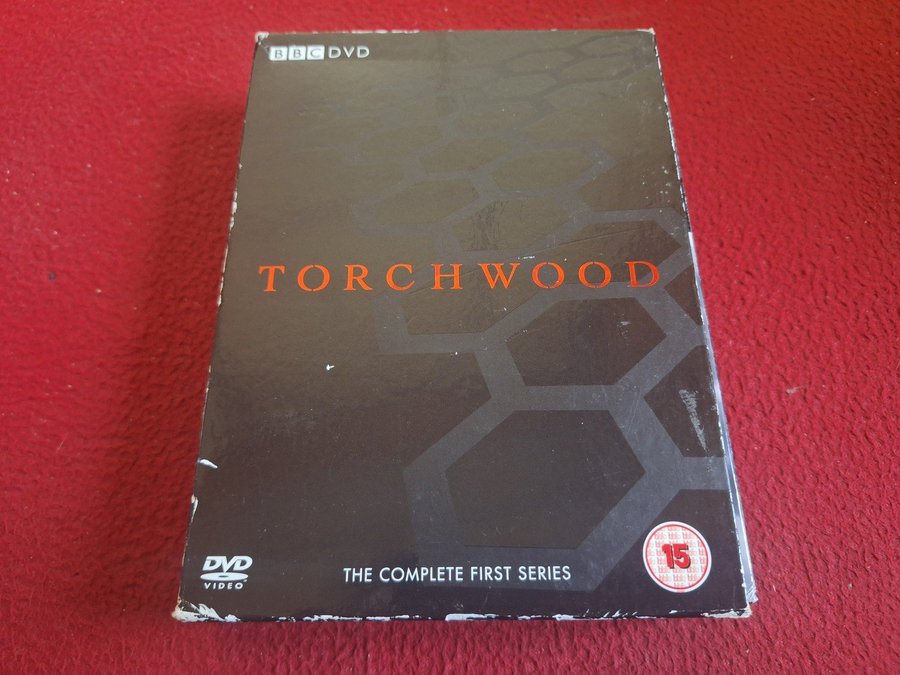 BBC DVD
TORCHWOOD
DVD
VIDEO
THE COMPLETE FIRST SERIES
15